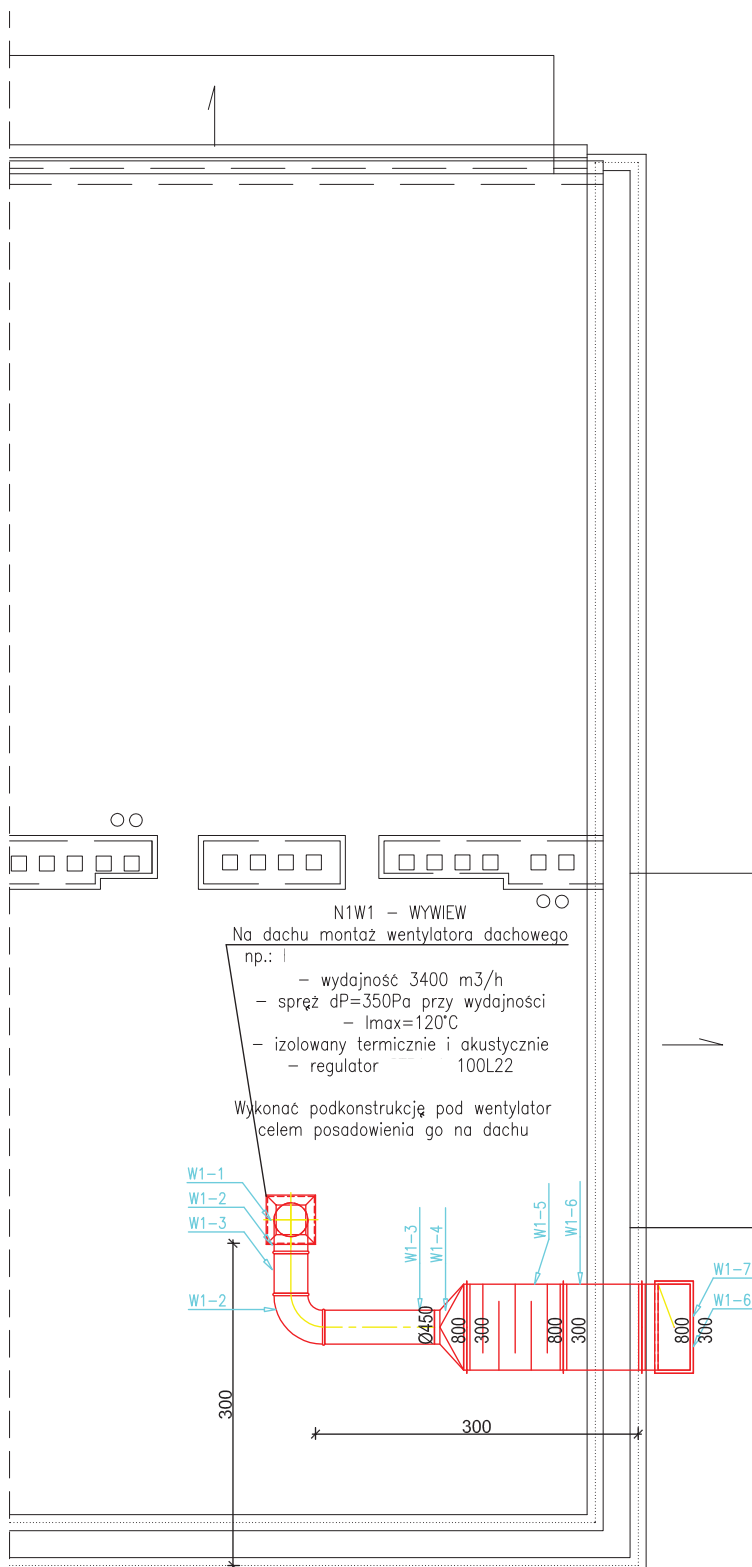 N1W1 – WYWIEW
Na dachu montaż wentylatora dachowego
np.:
– wydajność 3400 m3/h
– spręż dP=350Pa przy wydajności
– Imax=120°C
– izolowany termicznie i akustycznie
– regulator 100L22
Wykonać podkonstrukcję pod wentylator
celem posadowienia go na dachu
W1-1
W1-2
W1-3
W1-2
W1-3
W1-4
W1-5
W1-6
W1-7
W1-6
Ø450
800
300
800
300
800
300
300
300